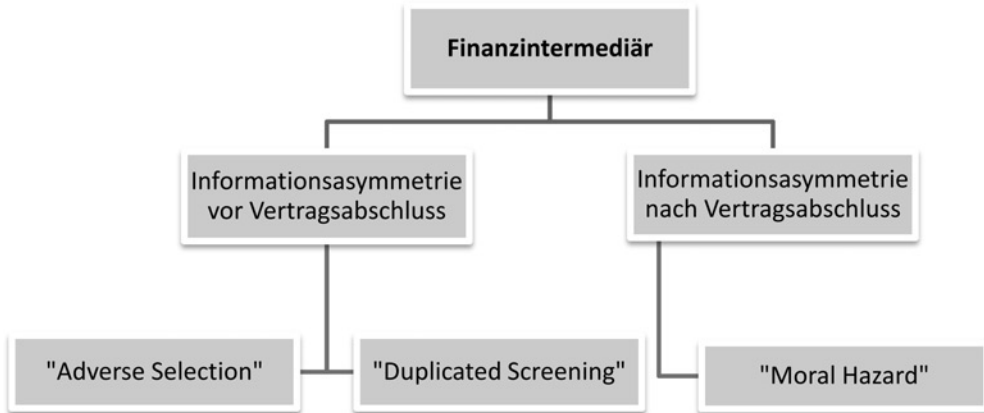 Finanzintermediär
Informationsasymmetrie
vor Vertragsabschluss
Informationsasymmetrie
nach Vertragsabschluss
"Adverse Selection"
"Duplicated Screening"
"Moral Hazard"